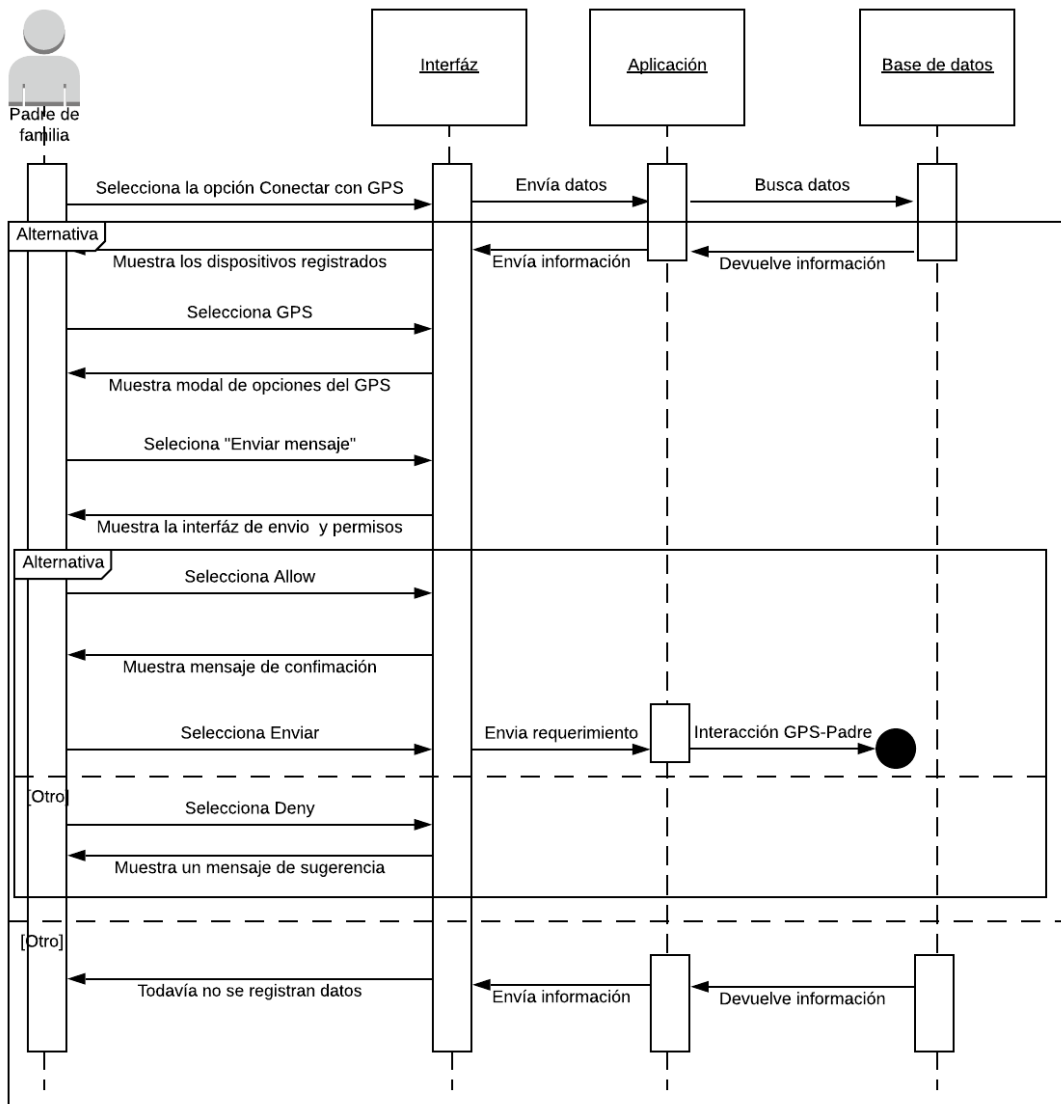 Padre de
familia
Interfáz
Aplicación
Base de datos
Selecciona la opción Conectar con GPS
Envía datos
Busca datos
Alternativa
Muestra los dispositivos registrados
Envía información
Devuelve información
Selecciona GPS
Muestra modal de opciones del GPS
Seleciona "Enviar mensaje"
Muestra la interfáz de envio y permisos
Alternativa
Selecciona Allow
Muestra mensaje de confimación
Selecciona Enviar
Envia requerimiento
Interacción GPS-Padre
[Otro]
Selecciona Deny
Muestra un mensaje de sugerencia
[Otro]
Todavía no se registran datos
Envía información
Devuelve información